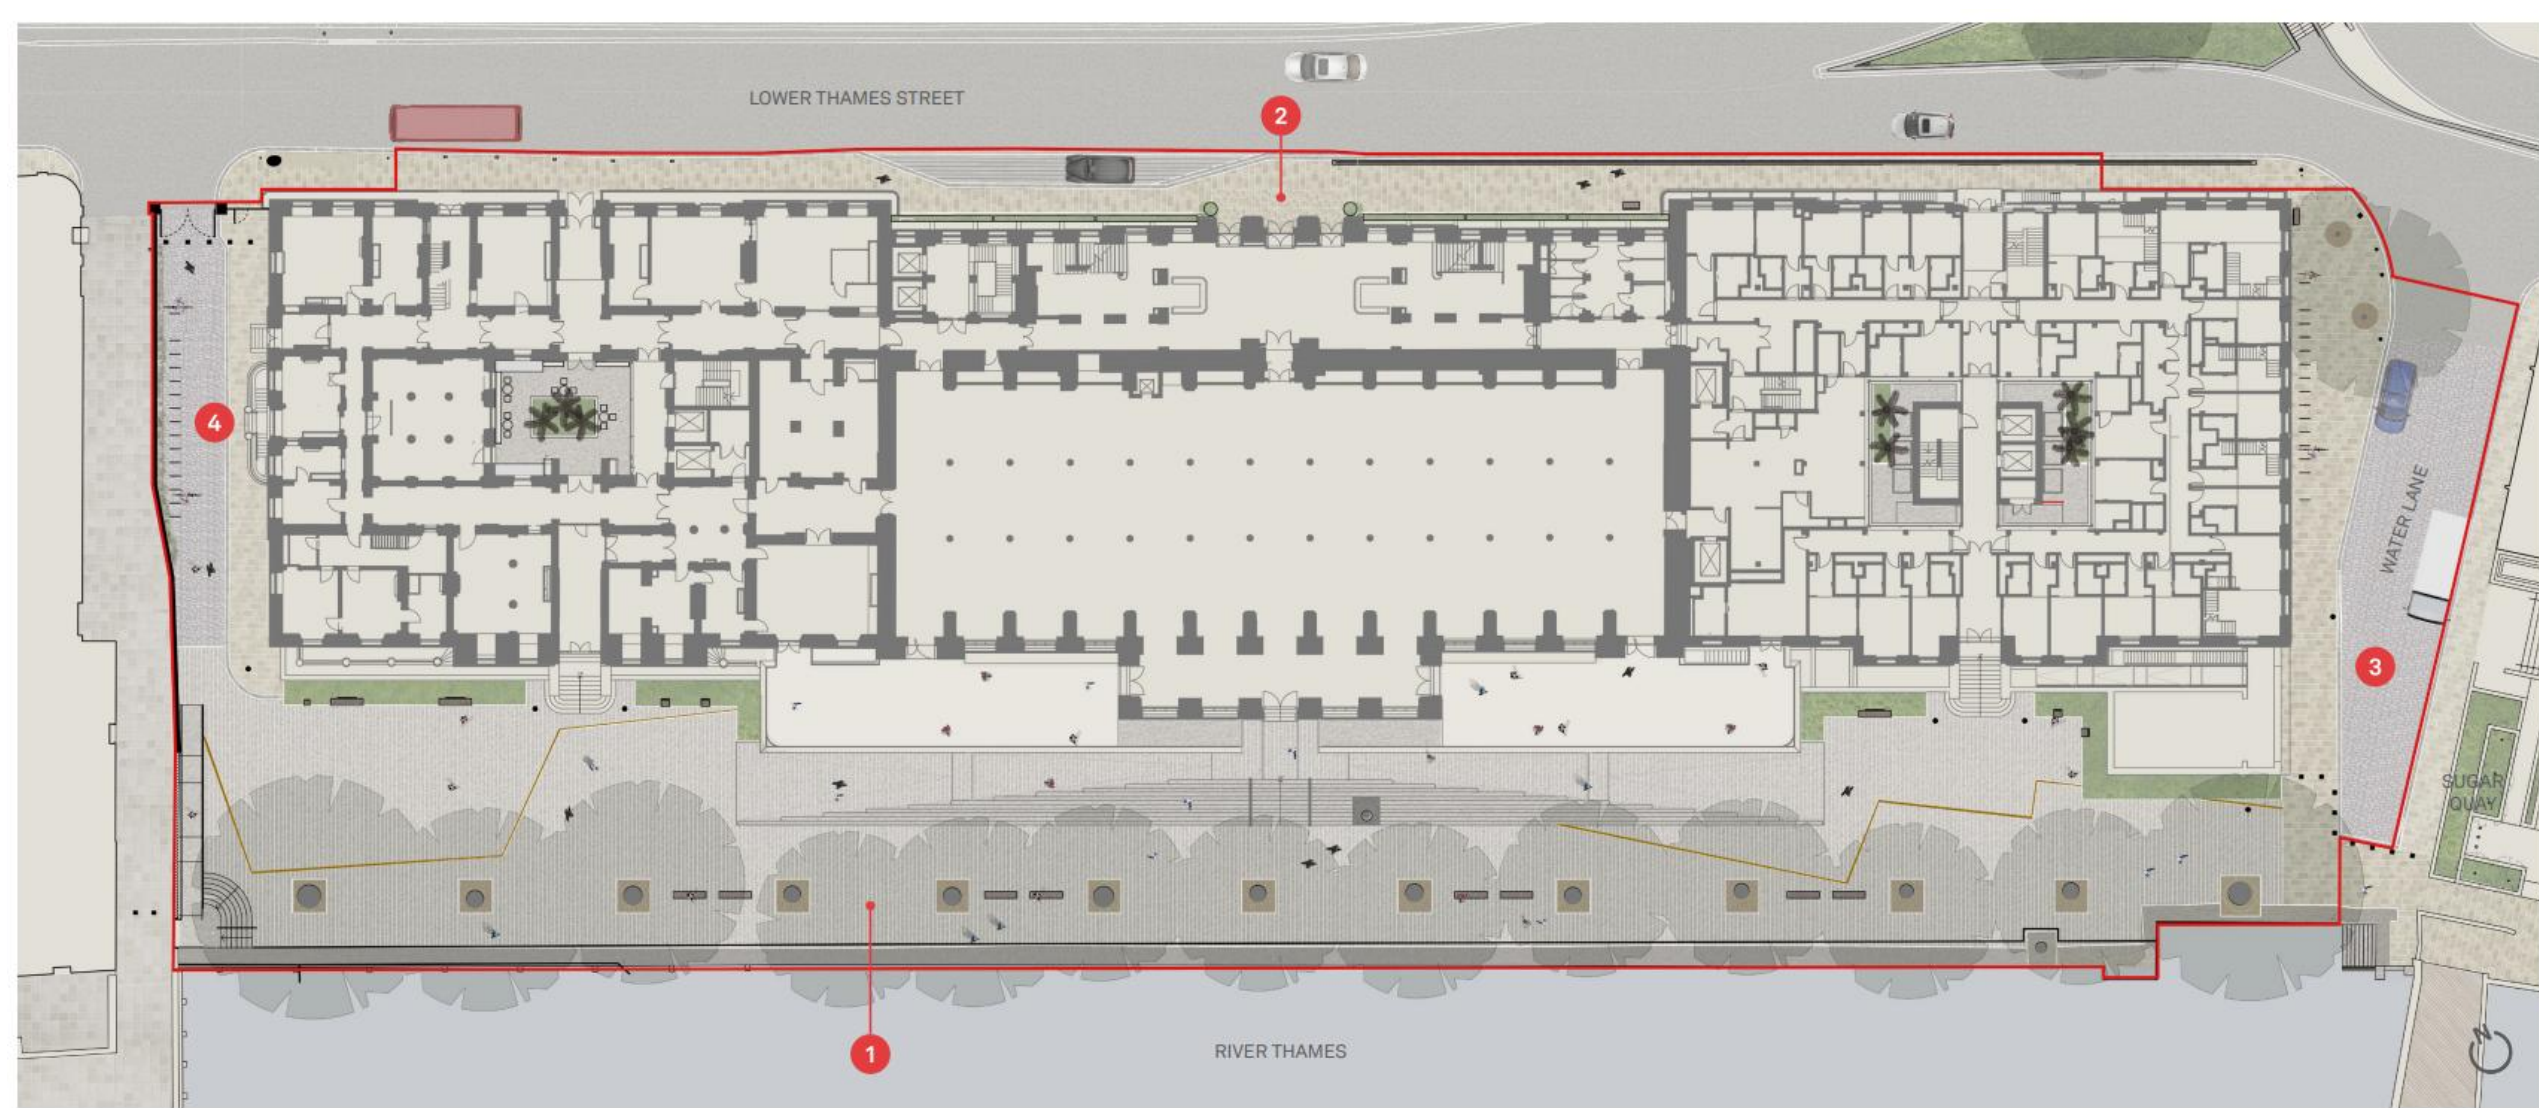 LOWER THAMES STREET
2
4
WATER LANE
3
SUGAR
QUAY
1
RIVER THAMES
N